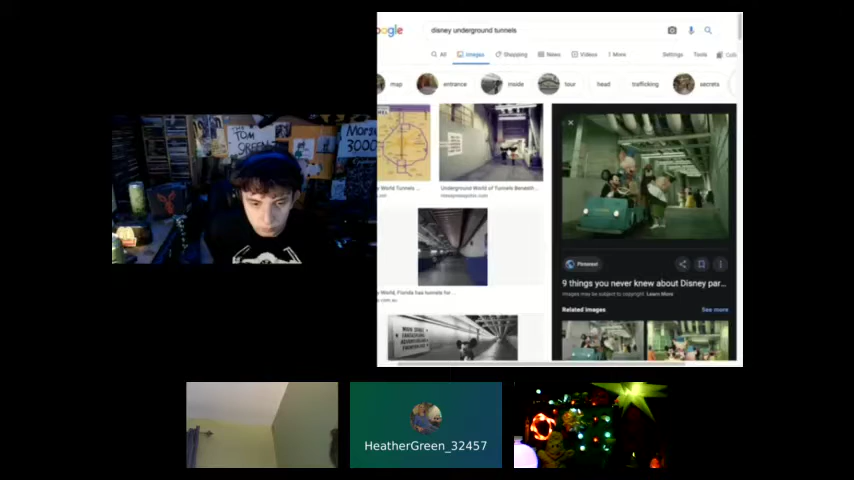 disney underground tunnels
All
Images
Shopping
News
Videos
1 More
Settings
Tools
map
entrance
inside
tour
head
trafficking
secrets
y World Tunnels ...
Underground World of Tunnels Beneath ...
y World, Florida has tunnels for ...
Pinterest
9 things you never knew about Disney par...
Images may be subject to copyright. Learn More
Related images
See more
THE
TOM
GREEN
Morse
3000
HeatherGreen_32457